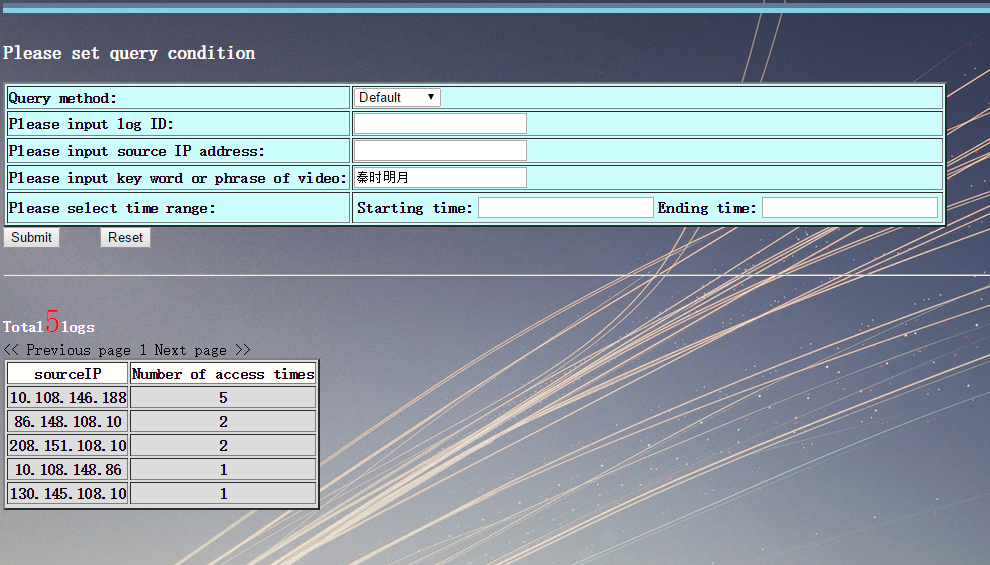 Please set query condition
Query method: Default
Please input log ID:
Please input source IP address:
Please input key word or phrase of video: 秦时明月
Please select time range: Starting time: Ending time:
Submit Reset
Total5logs
<< Previous page 1 Next page >>
sourceIP Number of access times
10.108.146.188 5
86.148.108.10 2
208.151.108.10 2
10.108.148.86 1
130.145.108.10 1